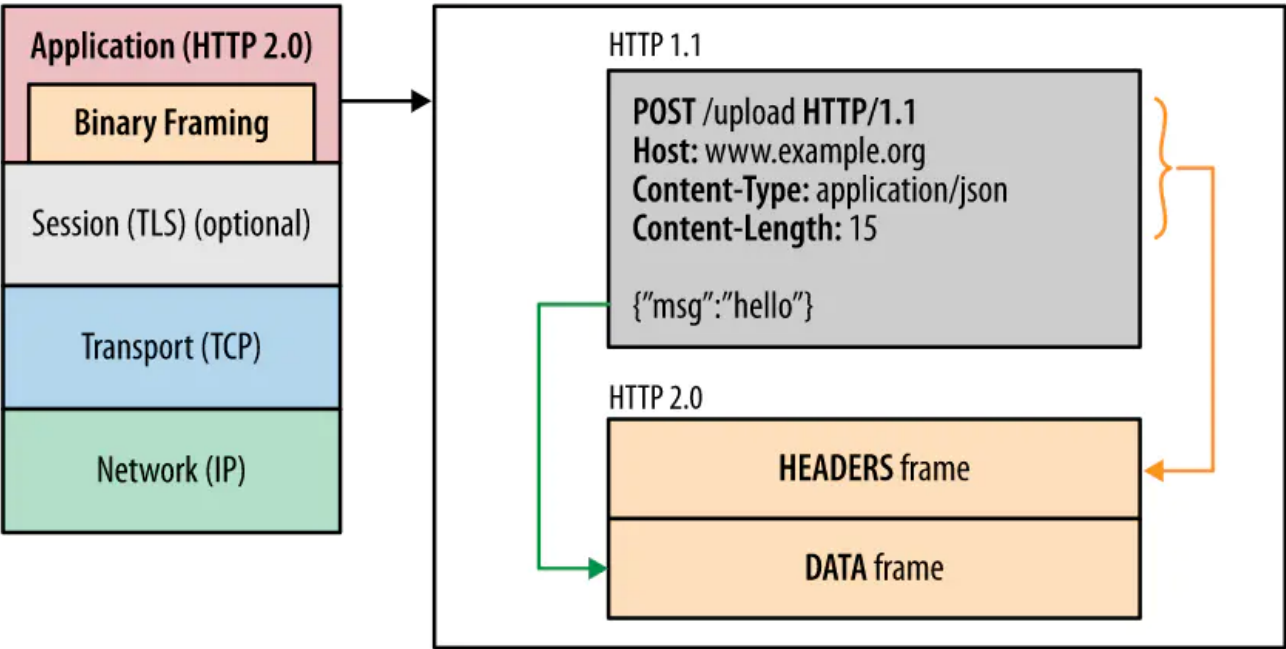 Application (HTTP 2.0)
Binary Framing
Session (TLS) (optional)
Transport (TCP)
Network (IP)
HTTP 1.1
POST /upload HTTP/1.1
Host: www.example.org
Content-Type: application/json
Content-Length: 15
{”msg”:”hello”}
HTTP 2.0
HEADERS frame
DATA frame